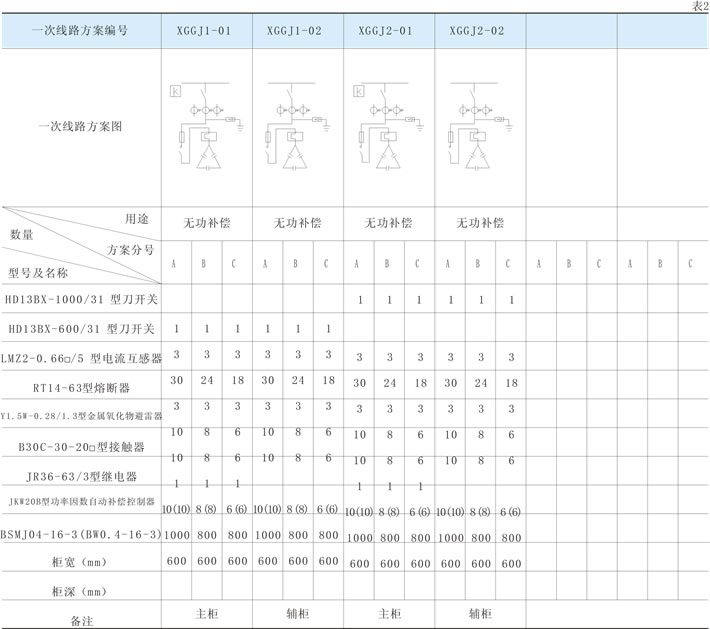 表2
一次线路方案编号 XGGJ1-01 XGGJ1-02 XGGJ2-01 XGGJ2-02
一次线路方案图
用途 无功补偿 无功补偿 无功补偿 无功补偿
数量
方案分号 A B C A B C A B C A B C A B C A B C
型号及名称
HD13BX-1000/31 型刀开关 1 1 1 1 1 1
HD13BX-600/31 型刀开关 1 1 1 1 1 1
LMZ2-0.66□/5 型电流互感器 3 3 3 3 3 3 3 3 3 3 3 3
RT14-63型熔断器 30 24 18 30 24 18 30 24 18 30 24 18
Y1.5W-0.28/1.3型金属氧化物避雷器 3 3 3 3 3 3 3 3 3 3 3 3
B30C-30-20□型接触器 10 8 6 10 8 6 10 8 6 10 8 6
JR36-63/3型继电器 10 8 6 10 8 6 10 8 6 10 8 6
JKW20B型功率因数自动补偿控制器 1 1 1 1 1 1
BSMJ04-16-3(BW0.4-16-3) 10(10) 8(8) 6(6) 10(10) 8(8) 6(6) 10(10) 8(8) 6(6) 10(10) 8(8) 6(6)
柜宽（mm） 1000 800 800 1000 800 800 1000 800 800 1000 800 800
柜深（mm） 600 600 600 600 600 600 600 600 600 600 600 600
备注 主柜 辅柜 主柜 辅柜